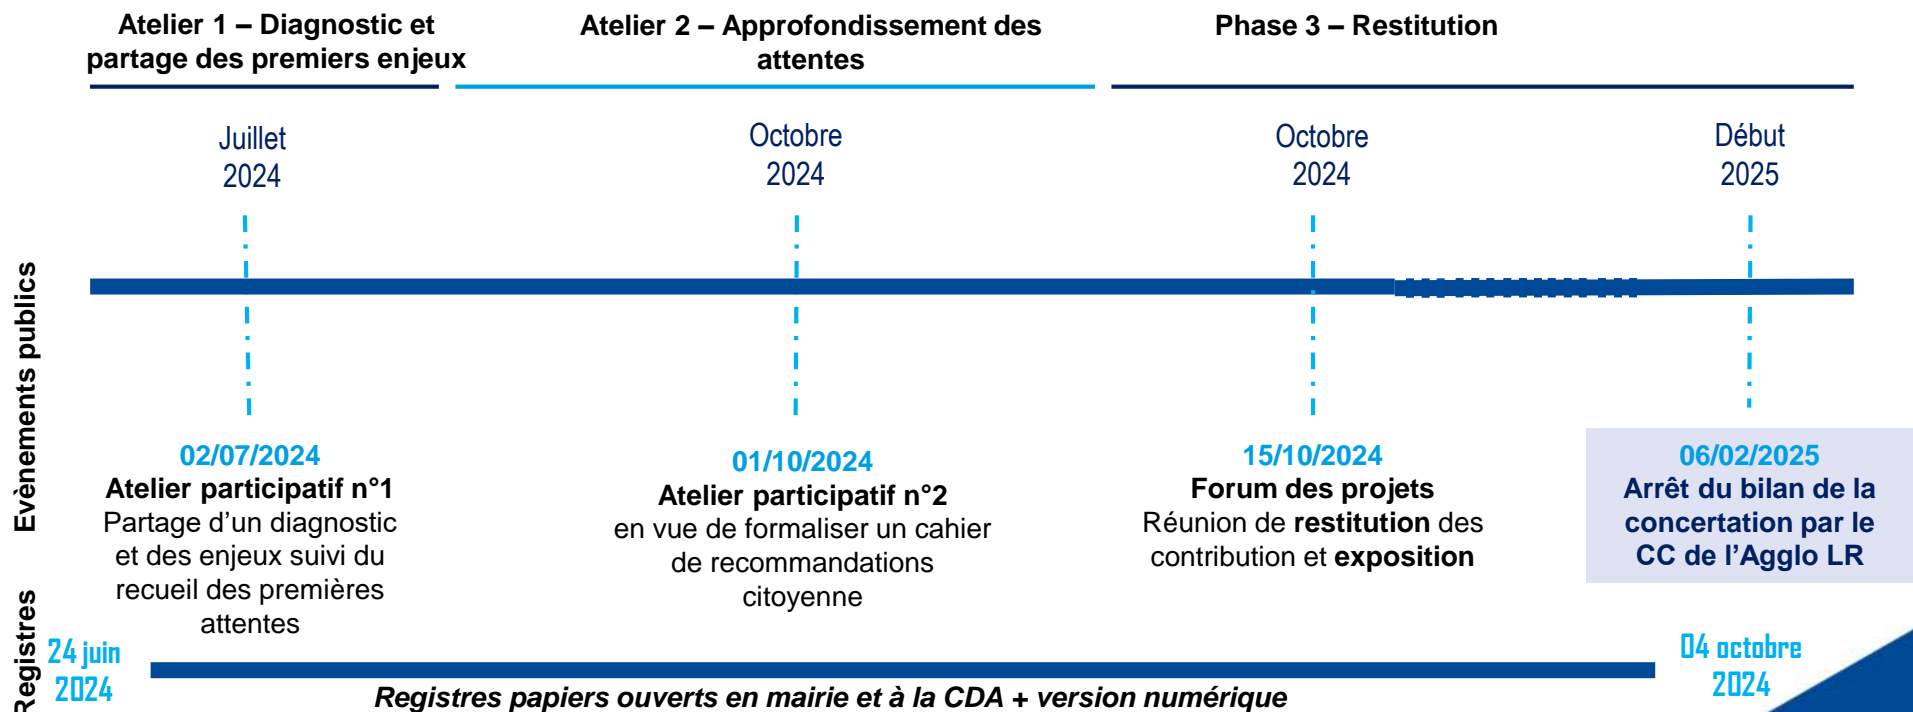 Atelier 1 – Diagnostic et
partage des premiers enjeux
Atelier 2 – Approfondissement des
attentes
Phase 3 – Restitution
Juillet
2024
Octobre
2024
Octobre
2024
Début
2025
Evènements publics
02/07/2024
Atelier participatif n°1
Partage d’un diagnostic
et des enjeux suivi du
recueil des premières
attentes
01/10/2024
Atelier participatif n°2
en vue de formaliser un cahier
de recommandations
citoyenne
15/10/2024
Forum des projets
Réunion de restitution des
contribution et exposition
06/02/2025
Arrêt du bilan de la
concertation par le
CC de l’Agglo LR
Registres
24 juin
2024
Registres papiers ouverts en mairie et à la CDA + version numérique
04 octobre
2024